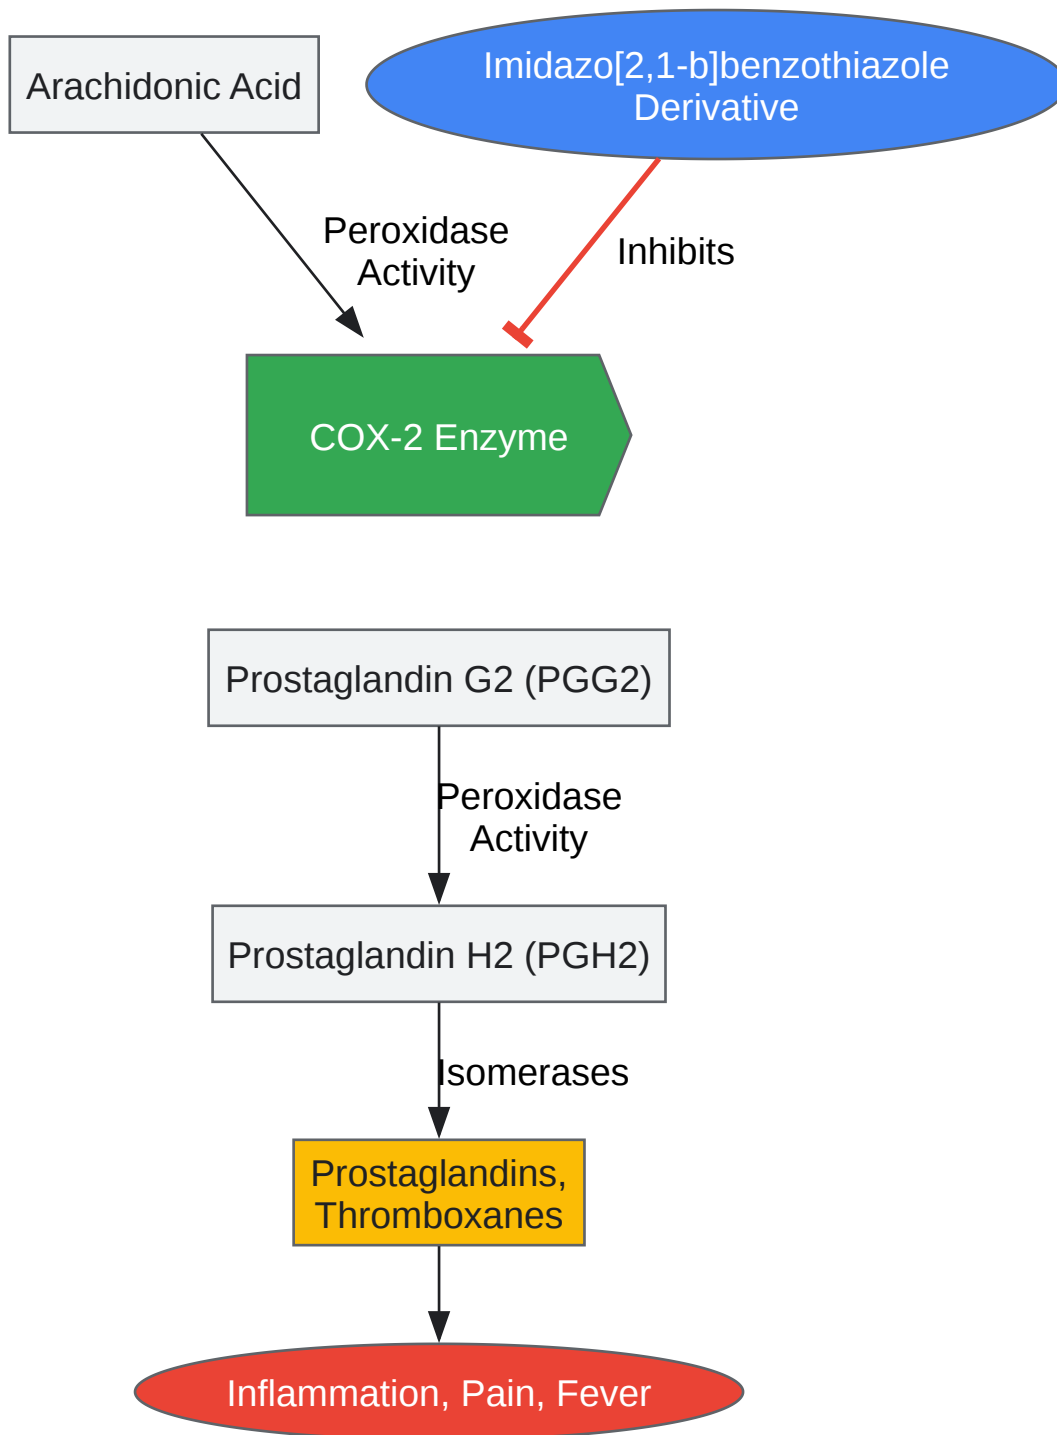 Arachidonic Acid
Imidazo[2,1-b]benzothiazole
Derivative
Peroxidase
Activity
Inhibits
COX-2 Enzyme
Prostaglandin G2 (PGG2)
Peroxidase
Activity
Prostaglandin H2 (PGH2)
Isomerases
Prostaglandins,
Thromboxanes
Inflammation, Pain, Fever